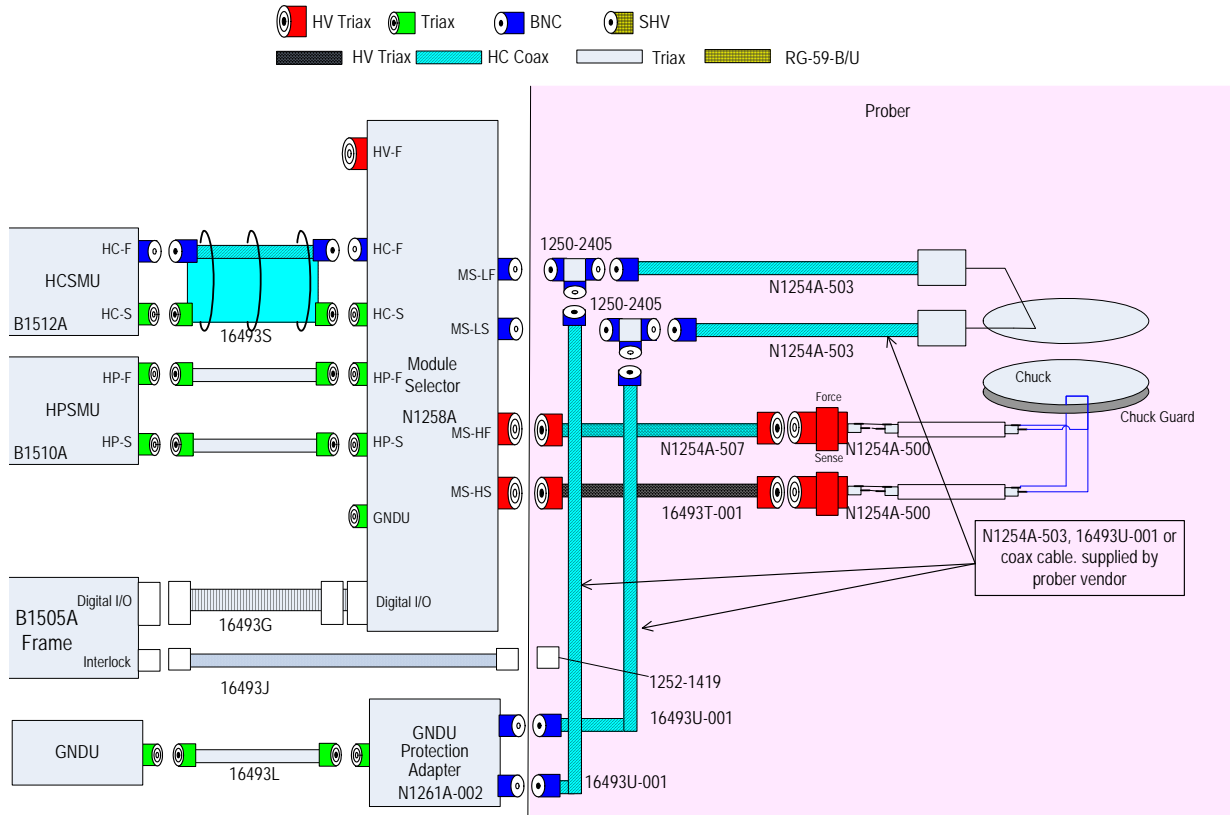 HV Triax
Triax
BNC
SHV
HV Triax
HC Coax
Triax
RG-59-B/U
Prober
HV-F
HC-F
HCSMU
B1512A
HC-S
16493S
HC-F
HC-S
MS-LF
MS-LS
1250-2405
N1254A-503
1250-2405
N1254A-503
HP-F
HPSMU
HP-S
B1510A
HP-F
Module
Selector
N1258A
HP-S
MS-HF
MS-HS
GNDU
Chuck
Chuck Guard
Force
N1254A-507
Sense
N1254A-500
16493T-001
N1254A-500
N1254A-503, 16493U-001 or
coax cable. supplied by
prober vendor
Digital I/O
B1505A
Frame
Interlock
16493G
Digital I/O
16493J
1252-1419
16493U-001
GNDU
16493L
GNDU
Protection
Adapter
N1261A-002
16493U-001